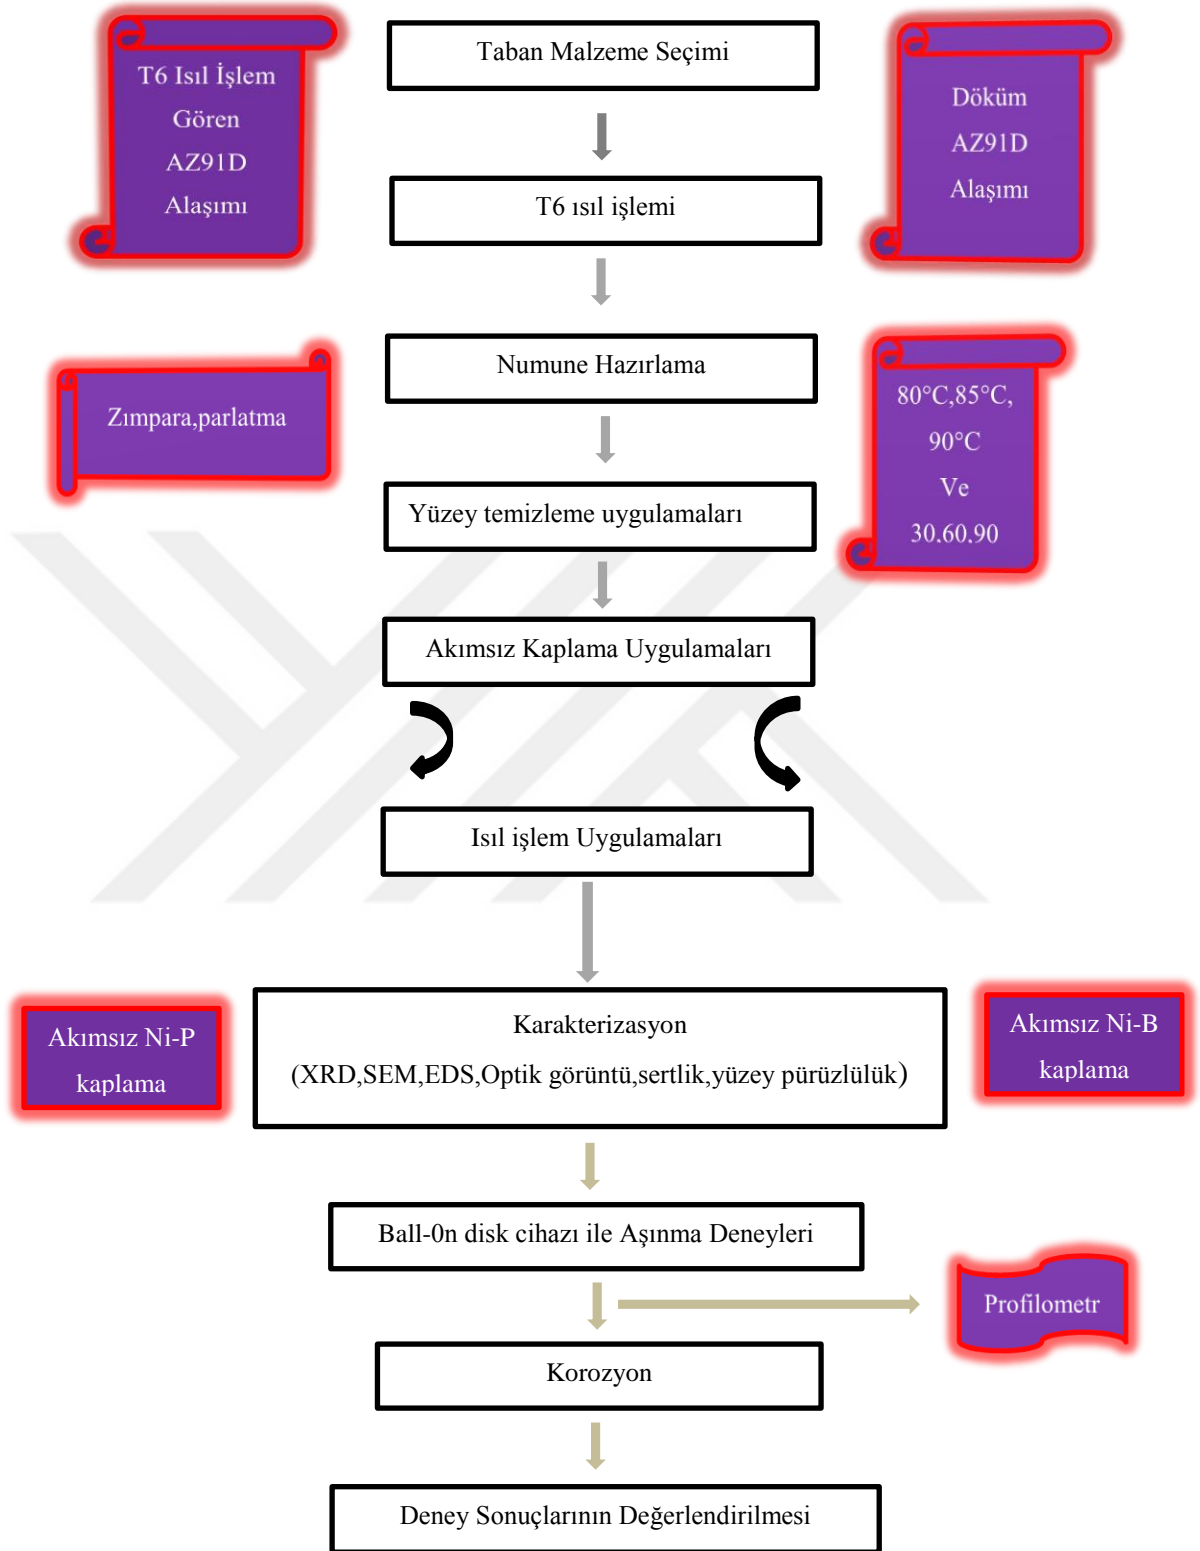 Taban Malzeme Seçimi
T6 Isıl İşlem
Gören
AZ91D
Alaşımı
Döküm
AZ91D
Alaşımı
T6 ısıl işlemi
Numune Hazırlama
Zımpara,parlatma
80°C,85°C,
90°C
Ve
30,60,90
Yüzey temizleme uygulamaları
Akımsız Kaplama Uygulamaları
Isıl işlem Uygulamaları
Akımsız Ni-P
kaplama
Karakterizasyon
(XRD,SEM,EDS,Optik görüntü,sertlik,yüzey pürüzlülük)
Akımsız Ni-B
kaplama
Ball-0n disk cihazı ile Aşınma Deneyleri
Profilometr
Korozyon
Deney Sonuçlarının Değerlendirilmesi